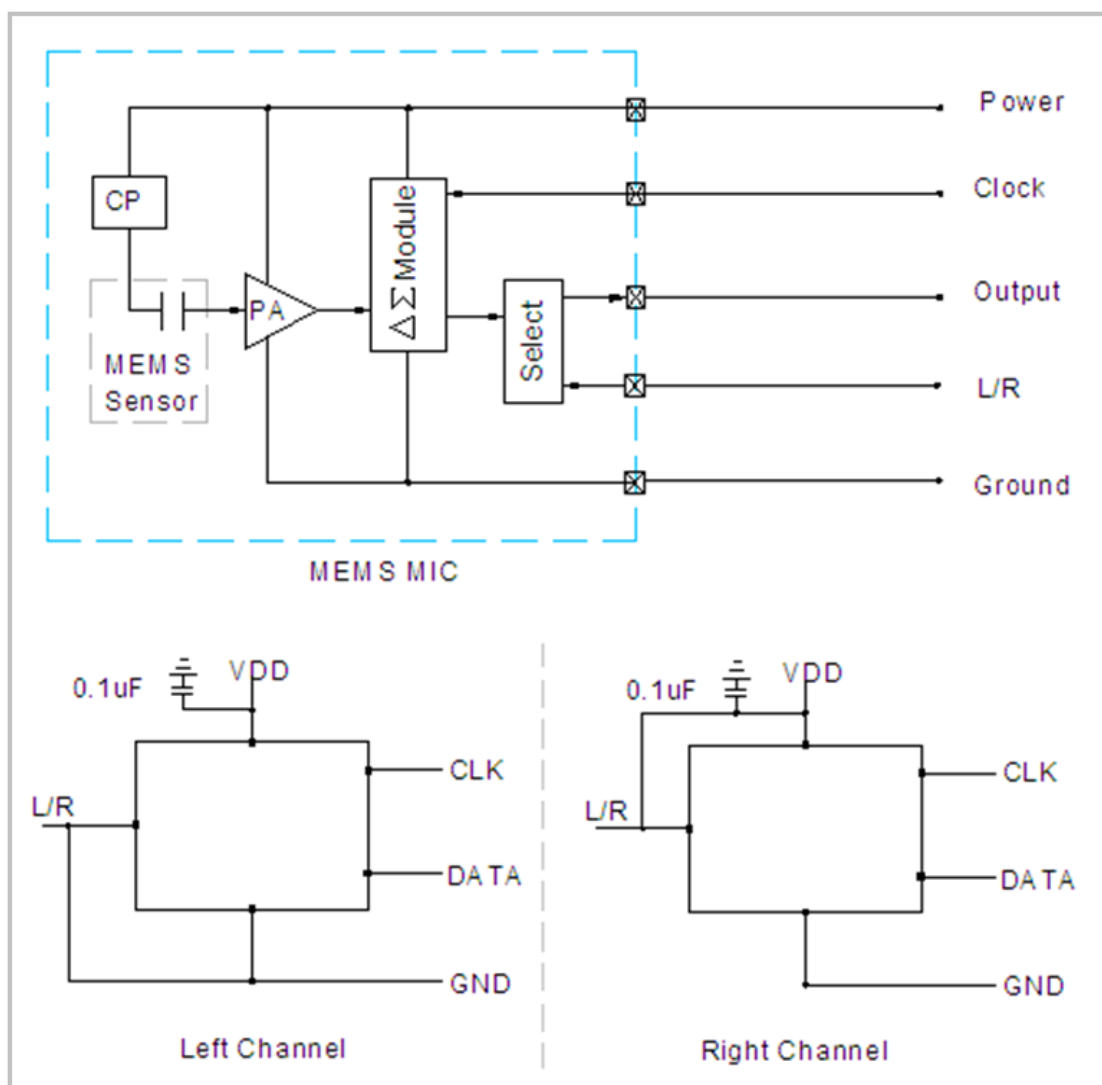 Power
CP
ΔΣ Module
Clock
PA
Select
Output
MEMS
Sensor
L/R
Ground
MEMS MIC
0.1uF
VDD
CLK
L/R
DATA
GND
Left Channel
0.1uF
VDD
CLK
L/R
DATA
GND
Right Channel